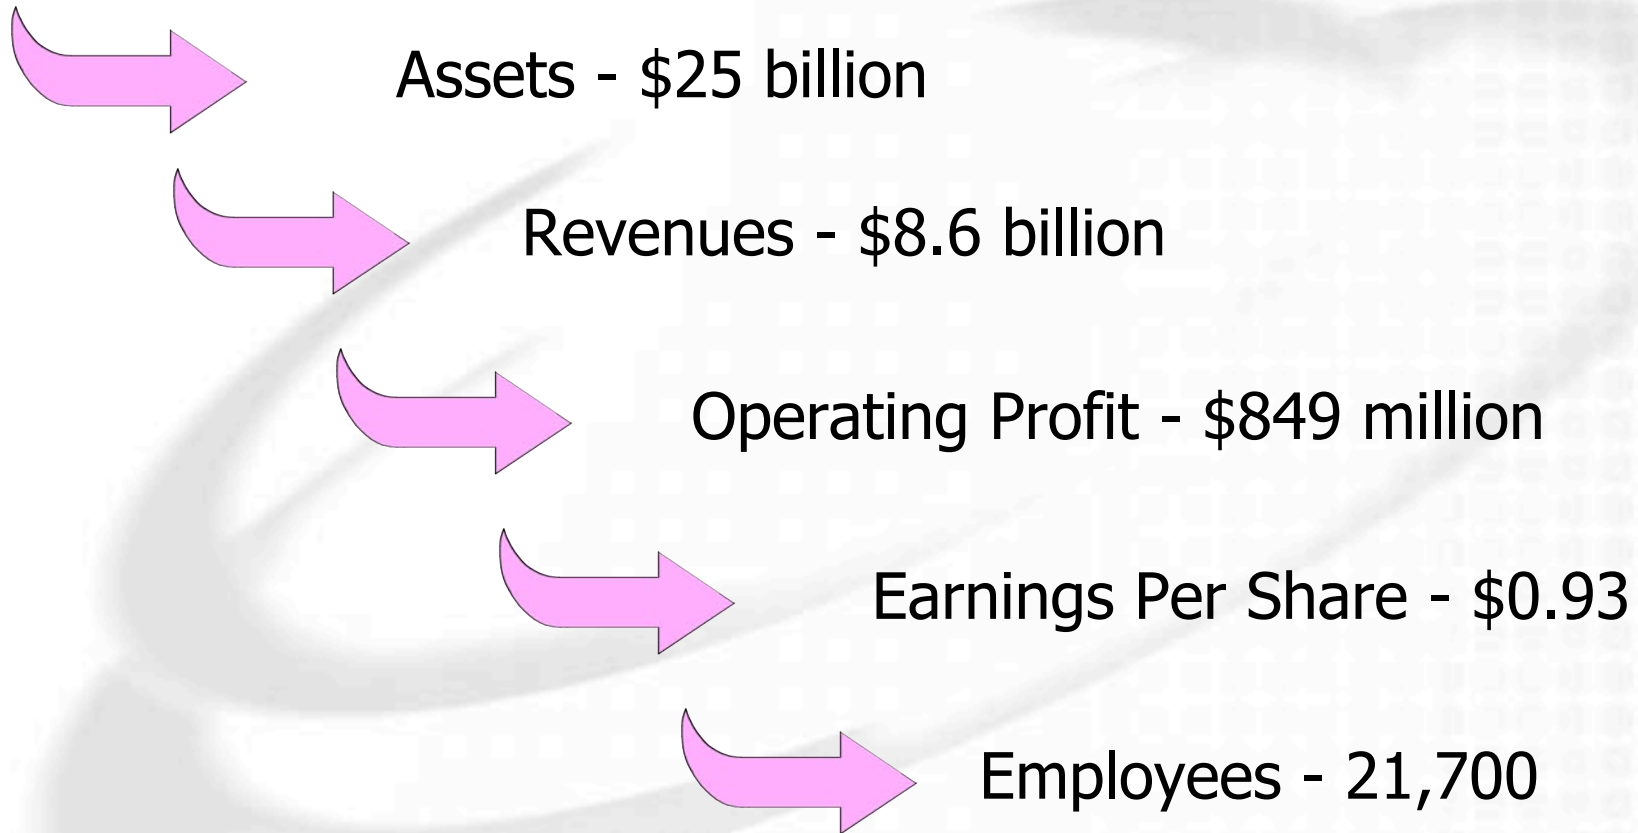 Assets - $25 billion
Revenues - $8.6 billion
Operating Profit - $849 million
Earnings Per Share - $0.93
Employees - 21,700